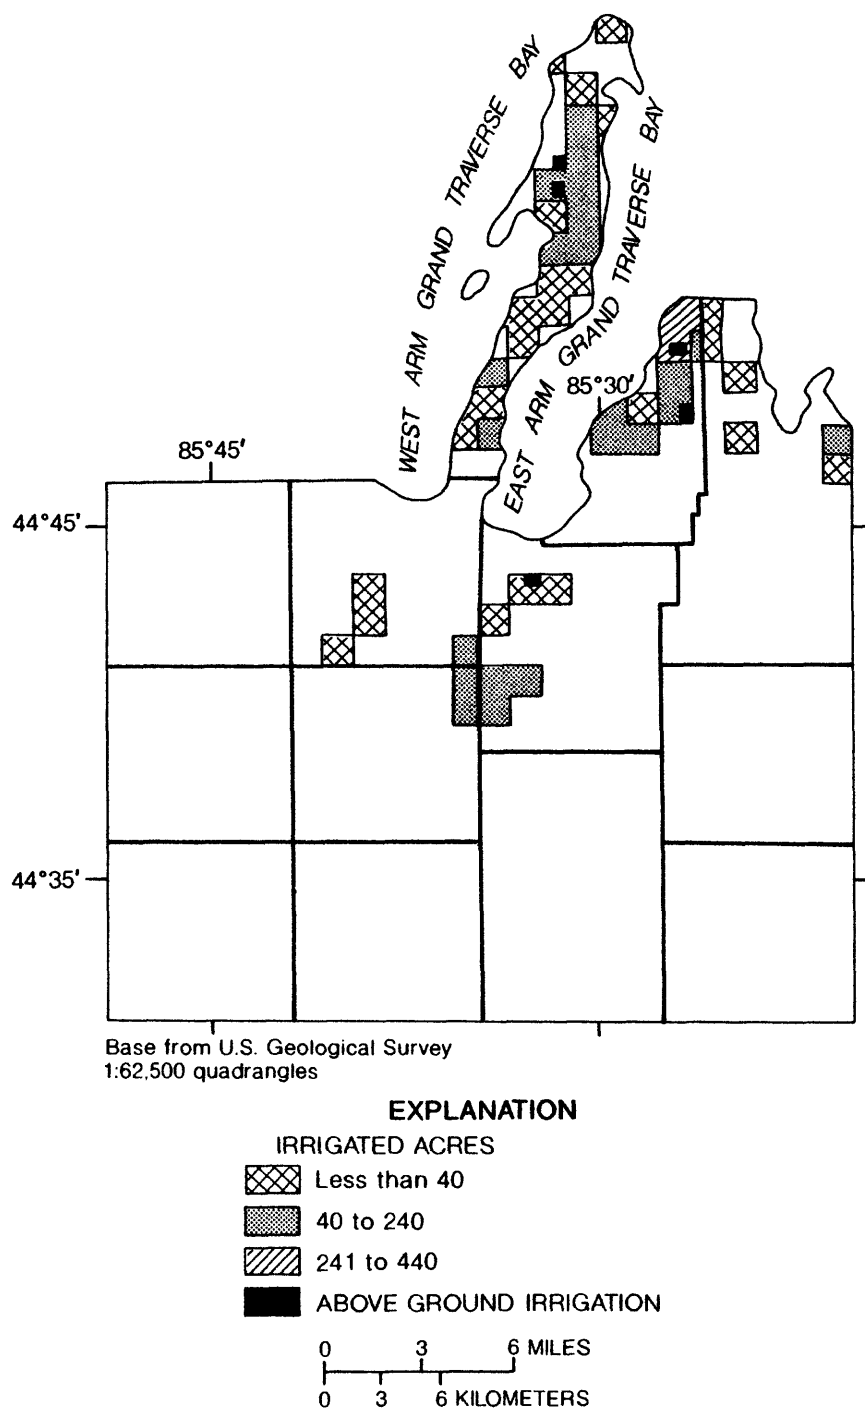 WEST ARM GRAND TRAVERSE BAY
EAST ARM GRAND TRAVERSE BAY
85°30'
85°45'
44°45'
44°35'
Base from U.S. Geological Survey
1:62,500 quadrangles
EXPLANATION
IRRIGATED ACRES
Less than 40
40 to 240
241 to 440
ABOVE GROUND IRRIGATION
0 3 6 MILES
0 3 6 KILOMETERS